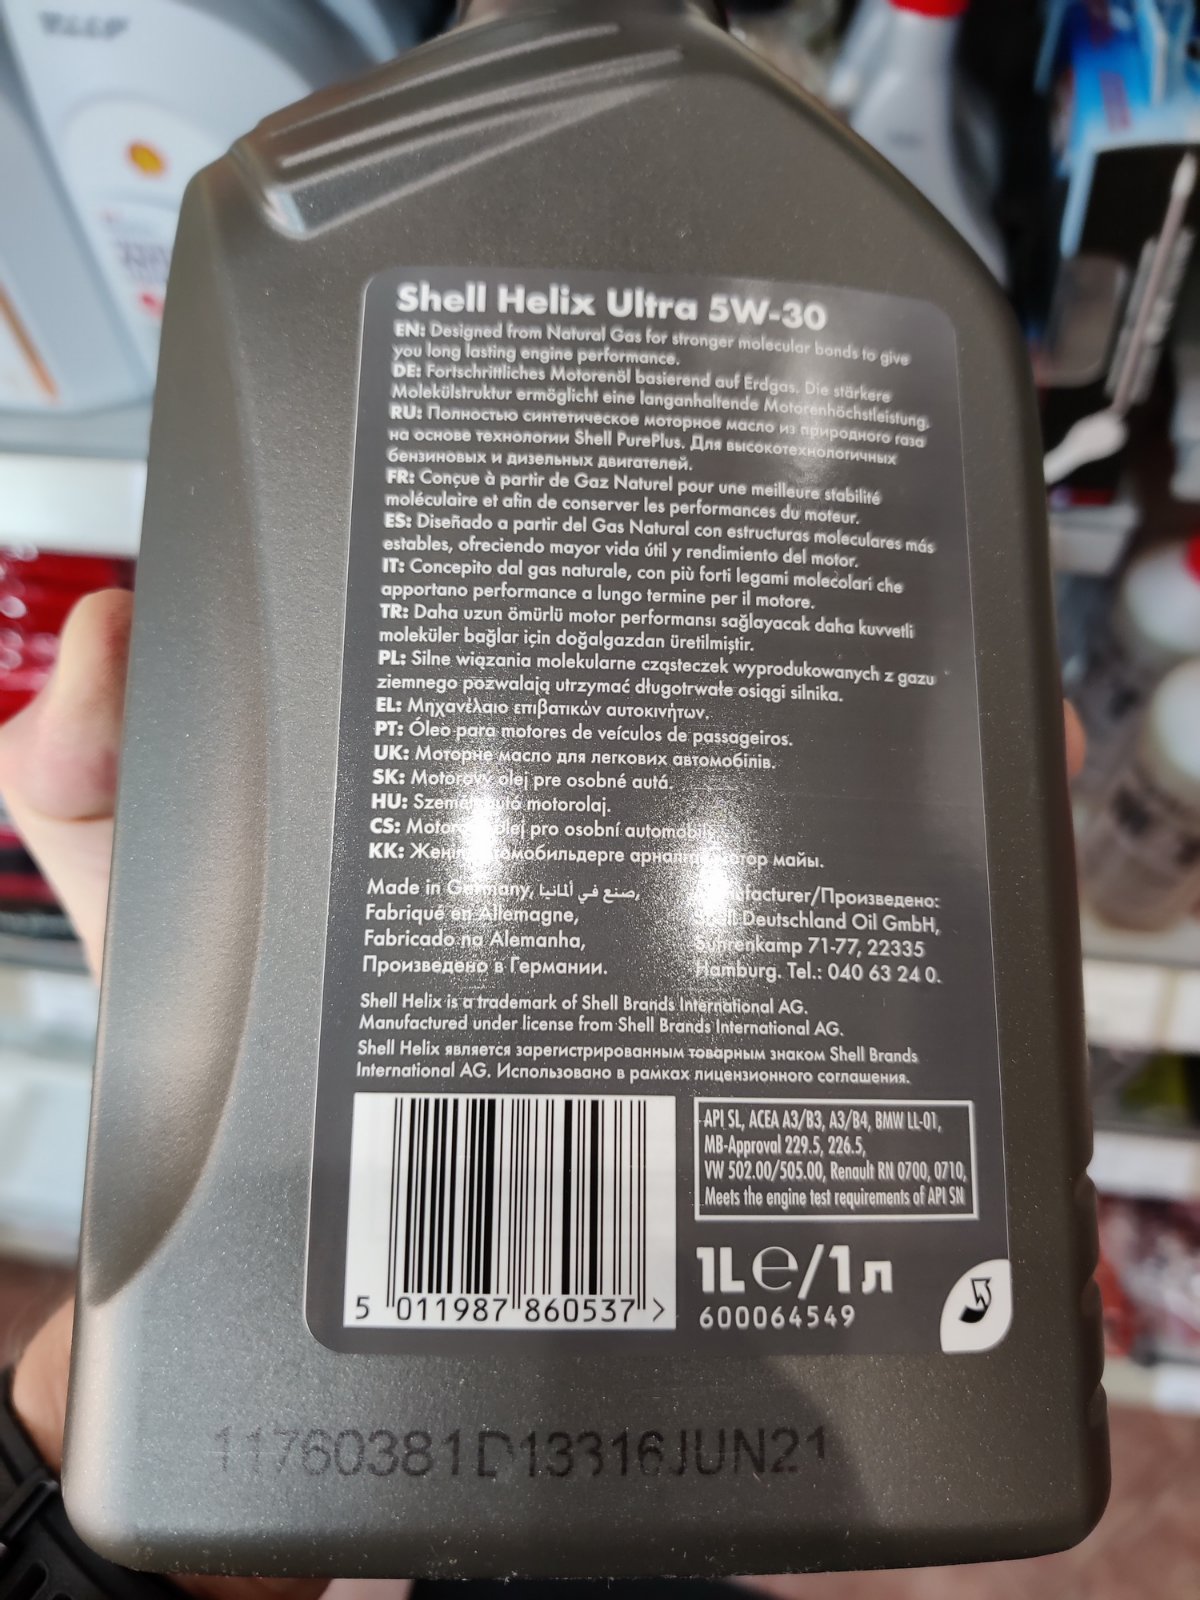 Shell Helix Ultra 5W-30
EN: Designed from Natural Gas for stronger molecular bonds to give
you long lasting engine performance.
DE: Fortschrittliches Motorenöl basierend auf Erdgas. Die stärkere
Molekülstruktur ermöglicht eine langanhaltende Motorenhöchstleistung.
RU: Полностью синтетическое моторное масло из природного газа
на основе технологии Shell PurePlus. Для высокотехнологичных
бензиновых и дизельных двигателей.
FR: Conçue à partir de Gaz Naturel pour une meilleure stabilité
moléculaire et afin de conserver les performances du moteur.
ES: Diseñado a partir del Gas Natural con estructuras moleculares más
estables, ofreciendo mayor vida útil y rendimiento del motor.
IT: Concepito dal gas naturale, con più forti legami molecolari che
apportano performance a lungo termine per il motore.
TR: Daha uzun ömürlü motor performansı sağlayacak daha kuvvetli
moleküler bağlar için doğalgazdan üretilmiştir.
PL: Silne wiązania molekularne cząsteczek wyprodukowanych z gazu
ziemnego pozwalają utrzymać długotrwałe osiągi silnika.
EL: Μηχανέλαιο επιβατικών αυτοκινήτων.
PT: Óleo para motores de veículos de passageiros.
UK: Моторне масло для легкових автомобілів.
SK: Motorový olej pre osobné autá.
HU: motorolaj.
CS: Motorový olej pro osobní automobily.
KK: майы.
Made in Germany, صنع في ألمانيا,
Fabriqué en Allemagne,
Fabricado na Alemanha,
Произведено в Германии.
Manufacturer/Произведено:
Shell Deutschland Oil GmbH,
Suhrenkamp 71-77, 22335
Hamburg. Tel.: 040 63 24 0.
Shell Helix is a trademark of Shell Brands International AG.
Manufactured under license from Shell Brands International AG.
Shell Helix является зарегистрированным товарным знаком Shell Brands
International AG. Использовано в рамках лицензионного соглашения.
API SL, ACEA A3/B3, A3/B4, BMW LL-01,
MB-Approval 229.5, 226.5,
VW 502.00/505.00, Renault RN 0700, 0710,
Meets the engine test requirements of API SN
5 011987 860537 >
1L e/1л
600064549
11760381D13316JUN21